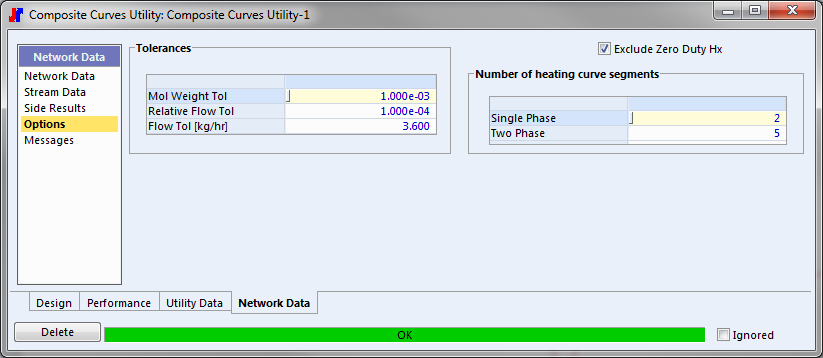 Composite Curves Utility: Composite Curves Utility-1
Network Data
Network Data
Stream Data
Side Results
Options
Messages
Tolerances
Mol Weight Tol 1.000e-03
Relative Flow Tol 1.000e-04
Flow Tol [kg/hr] 3.600
Exclude Zero Duty Hx
Number of heating curve segments
Single Phase 2
Two Phase 5
Design Performance Utility Data Network Data
Delete OK Ignored